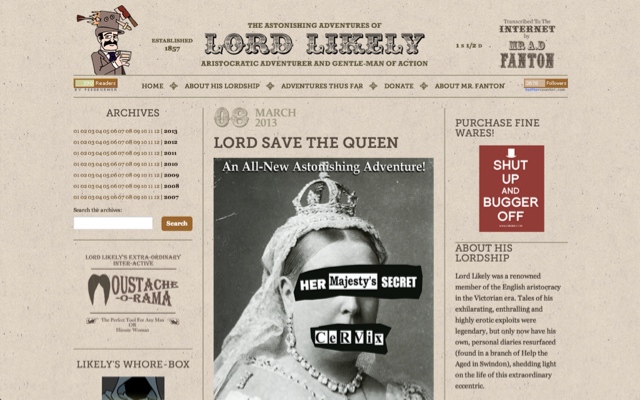 THE ASTONISHING ADVENTURES OF
ESTABLISHED
1857
LORD LIKELY
ARISTOCRATIC ADVENTURER AND GENTLE-MAN OF ACTION
1 S 1/2 D
Transcribed To The
INTERNET
by
MR A.D
FANTON
Readers
BY FEEDBURNER
HOME
ABOUT HIS LORDSHIP
ADVENTURES THUS FAR
DONATE
ABOUT MR. FANTON
Followers
ARCHIVES
01 02 03 04 05 06 07 08 09 10 11 12 | 2013
01 02 03 04 05 06 07 08 09 10 11 12 | 2012
01 02 03 04 05 06 07 08 09 10 11 12 | 2011
01 02 03 04 05 06 07 08 09 10 11 12 | 2010
01 02 03 04 05 06 07 08 09 10 11 12 | 2009
01 02 03 04 05 06 07 08 09 10 11 12 | 2008
01 02 03 04 05 06 07 08 09 10 11 12 | 2007
Search the archive:
Search
LORD LIKELY'S EXTRA-ORDINARY
INTER-ACTIVE
MOUSTACHE
-O-RAMA
The Perfect Tool For Any Man
OR
Hirsute Woman
LIKELY'S WHORE-BOX
08 MARCH
2013
LORD SAVE THE QUEEN
An All-New Astonishing Adventure!
HER Majesty's SECRET
CeRVix
PURCHASE FINE
WARES!
SHUT
UP
AND
BUGGER
OFF
ABOUT HIS
LORDSHIP
Lord Likely was a renowned
member of the English aristocracy
in the Victorian era. Tales of his
exhilarating, enthralling and
highly erotic exploits were
legendary, but only now have his
own, personal diaries resurfaced
(found in a branch of Help the
Aged in Swindon), shedding light
on the life of this extraordinary
eccentric.